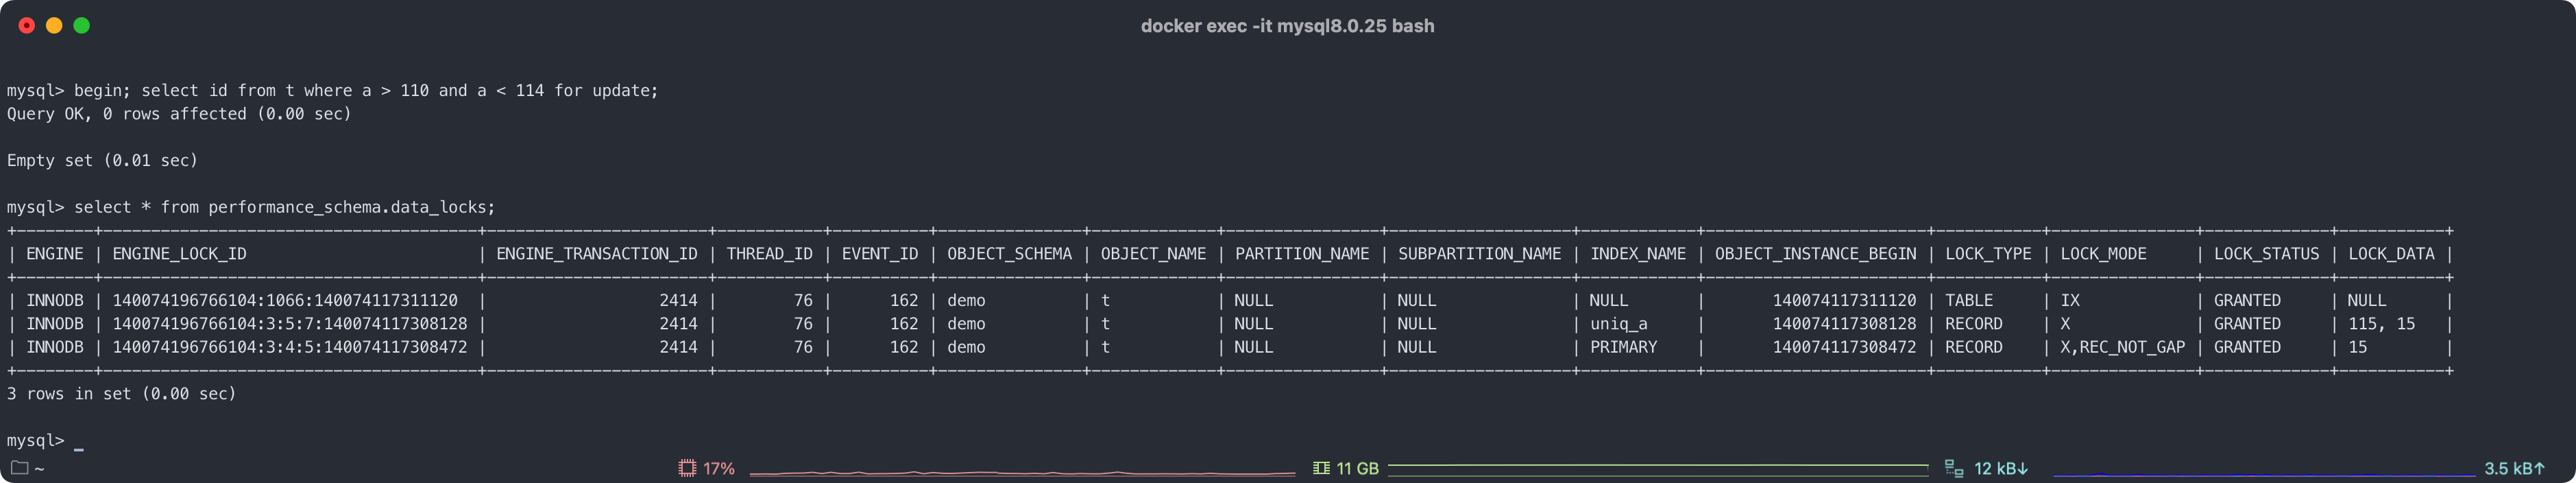 docker exec -it mysql8.0.25 bash
mysql> begin; select id from t where a > 110 and a < 114 for update;
Query OK, 0 rows affected (0.00 sec)
Empty set (0.01 sec)
mysql> select * from performance_schema.data_locks;
+--------+---------------------------------------+-----------------------+-----------+----------+---------------+-------------+----------------+-------------------+------------+-----------------------+-----------+---------------+-------------+-----------+
| ENGINE | ENGINE_LOCK_ID                        | ENGINE_TRANSACTION_ID | THREAD_ID | EVENT_ID | OBJECT_SCHEMA | OBJECT_NAME | PARTITION_NAME | SUBPARTITION_NAME | INDEX_NAME | OBJECT_INSTANCE_BEGIN | LOCK_TYPE | LOCK_MODE     | LOCK_STATUS | LOCK_DATA |
+--------+---------------------------------------+-----------------------+-----------+----------+---------------+-------------+----------------+-------------------+------------+-----------------------+-----------+---------------+-------------+-----------+
| INNODB | 140074196766104:1066:140074117311120  |                  2414 |        76 |      162 | demo          | t           | NULL           | NULL              | NULL       |       140074117311120 | TABLE     | IX            | GRANTED     | NULL      |
| INNODB | 140074196766104:3:5:7:140074117308128 |                  2414 |        76 |      162 | demo          | t           | NULL           | NULL              | uniq_a     |       140074117308128 | RECORD    | X             | GRANTED     | 115, 15   |
| INNODB | 140074196766104:3:4:5:140074117308472 |                  2414 |        76 |      162 | demo          | t           | NULL           | NULL              | PRIMARY    |       140074117308472 | RECORD    | X,REC_NOT_GAP | GRANTED     | 15        |
+--------+---------------------------------------+-----------------------+-----------+----------+---------------+-------------+----------------+-------------------+------------+-----------------------+-----------+---------------+-------------+-----------+
3 rows in set (0.00 sec)
mysql> _
~ 17% 11 GB 12 kB↓ 3.5 kB↑